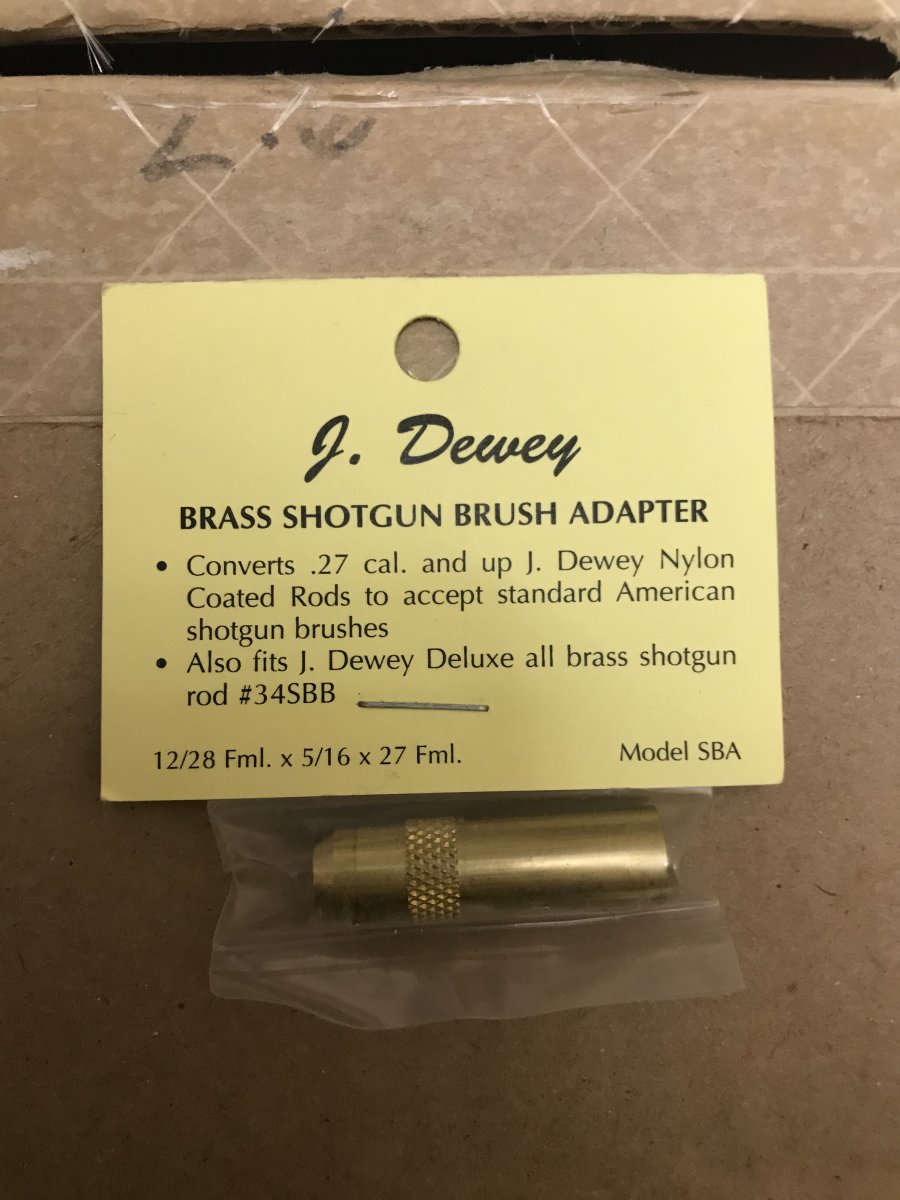 J. Dewey
BRASS SHOTGUN BRUSH ADAPTER
• Converts .27 cal. and up J. Dewey Nylon
Coated Rods to accept standard American
shotgun brushes
• Also fits J. Dewey Deluxe all brass shotgun
rod #34SBB
12/28 Fml. x 5/16 x 27 Fml. Model SBA